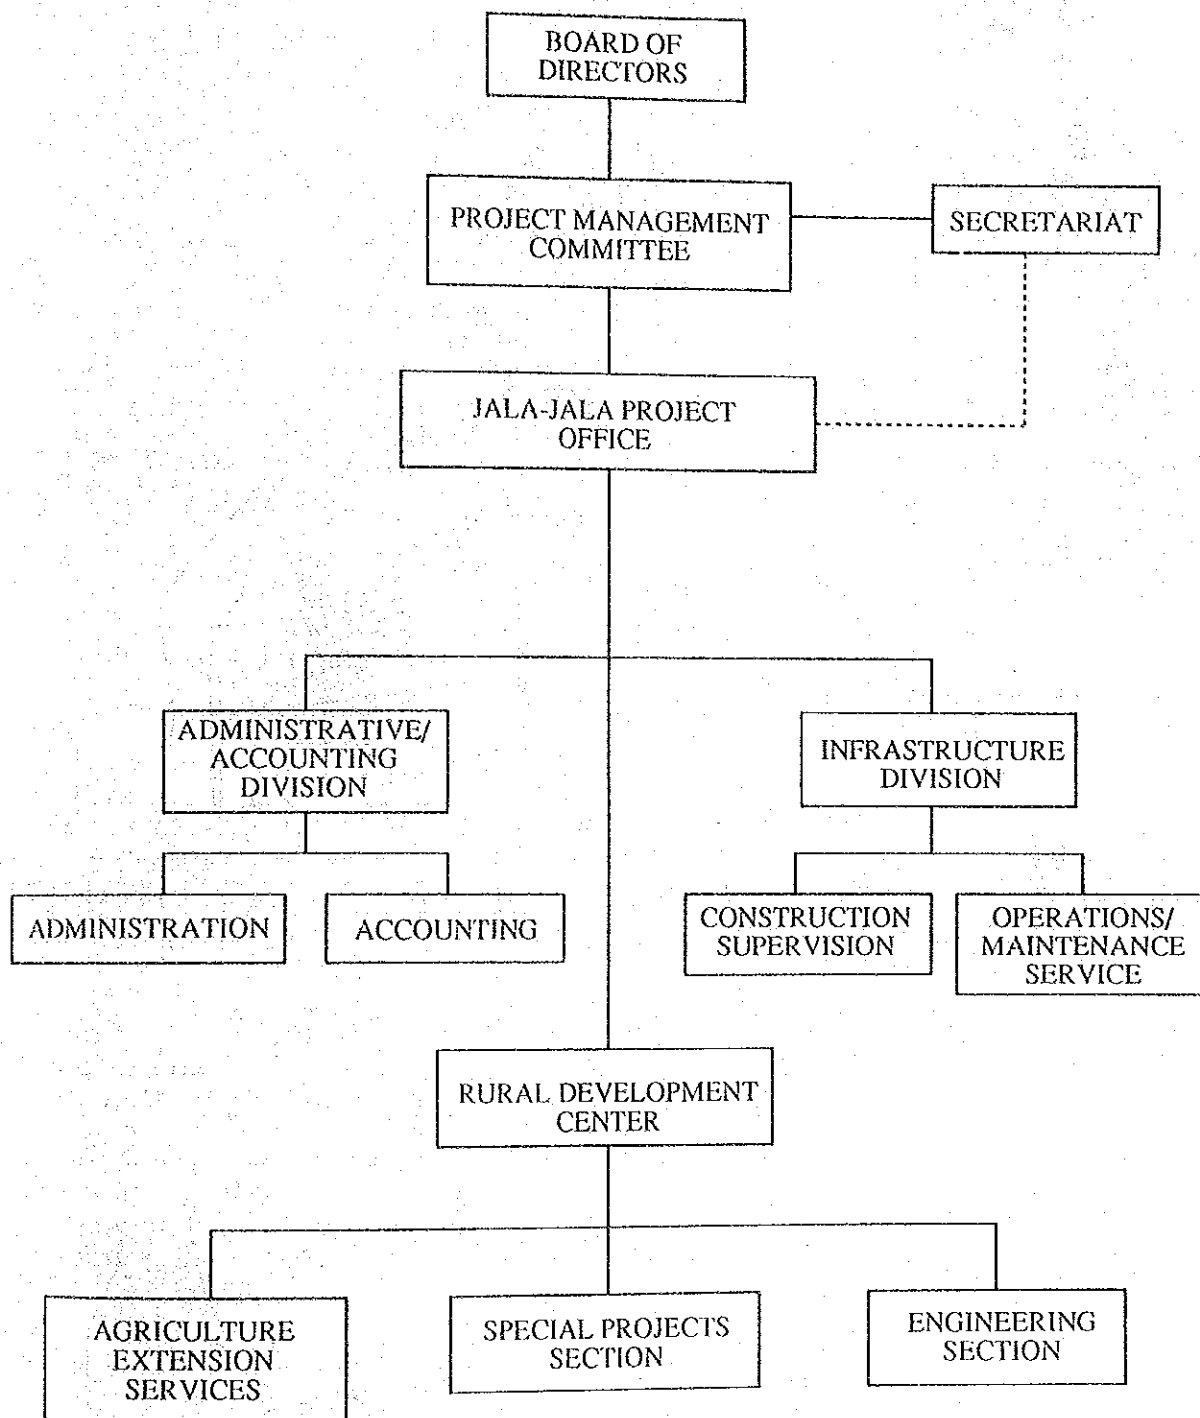 BOARD OF
DIRECTORS
PROJECT MANAGEMENT
COMMITTEE
SECRETARIAT
JALA-JALA PROJECT
OFFICE
ADMINISTRATIVE/
ACCOUNTING
DIVISION
INFRASTRUCTURE
DIVISION
ADMINISTRATION
ACCOUNTING
CONSTRUCTION
SUPERVISION
OPERATIONS/
MAINTENANCE
SERVICE
RURAL DEVELOPMENT
CENTER
AGRICULTURE
EXTENSION
SERVICES
SPECIAL PROJECTS
SECTION
ENGINEERING
SECTION